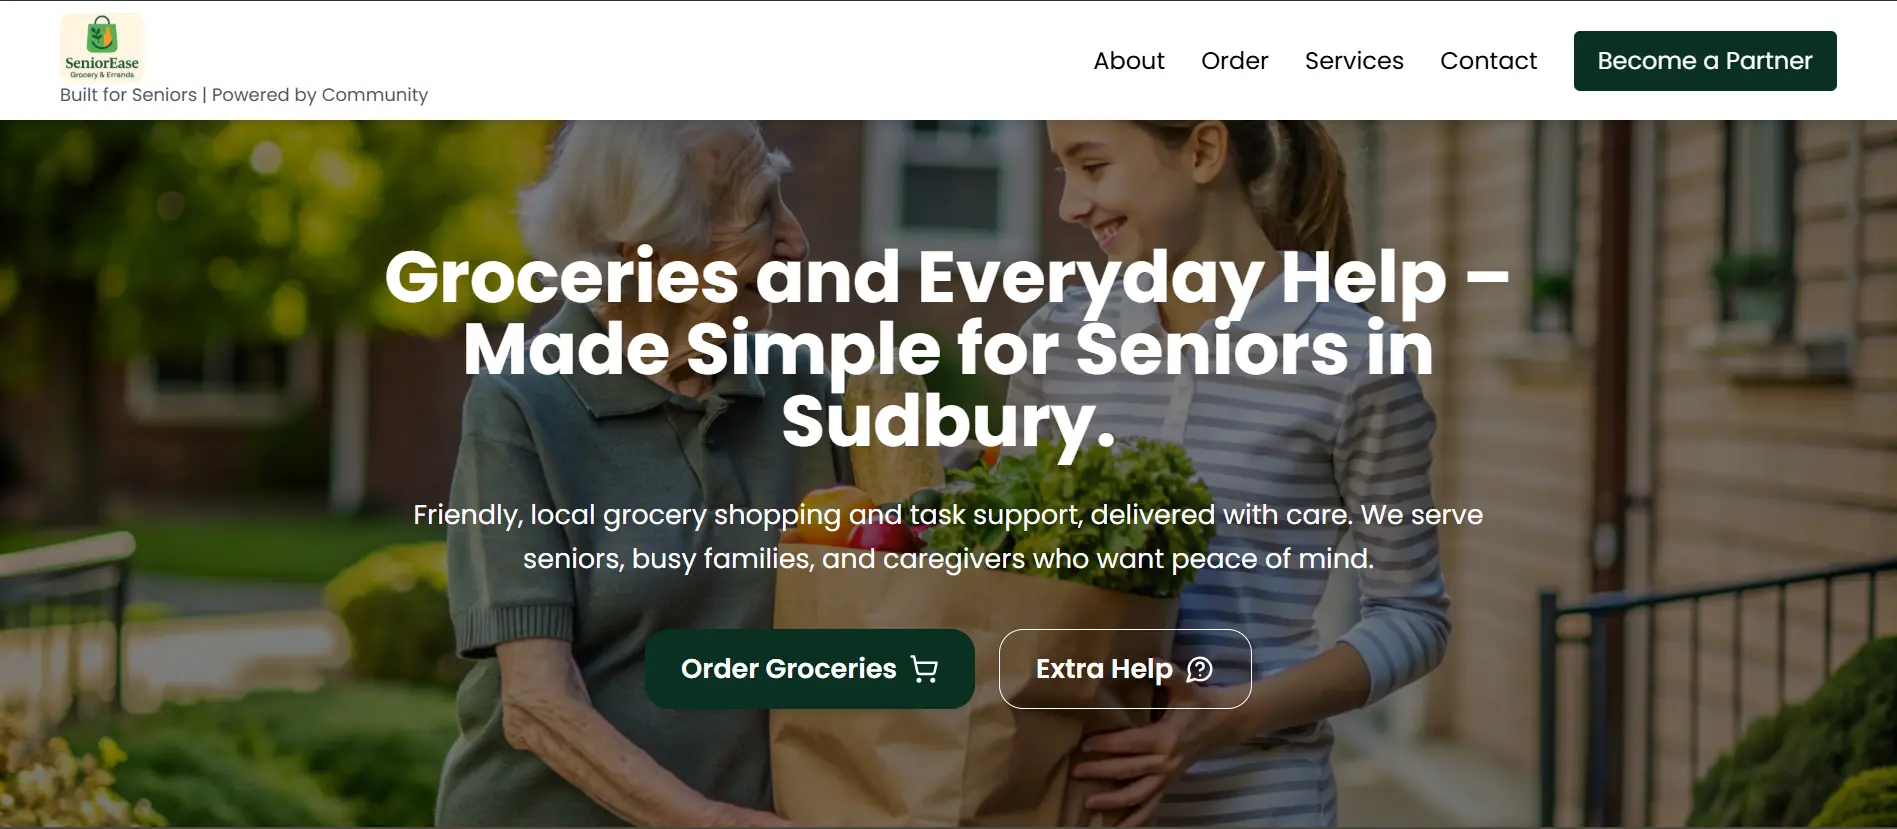 SeniorEase
Grocery & Errands
Built for Seniors | Powered by Community
About
Order
Services
Contact
Become a Partner
Groceries and Everyday Help –
Made Simple for Seniors in
Sudbury.
Friendly, local grocery shopping and task support, delivered with care. We serve
seniors, busy families, and caregivers who want peace of mind.
Order Groceries
Extra Help